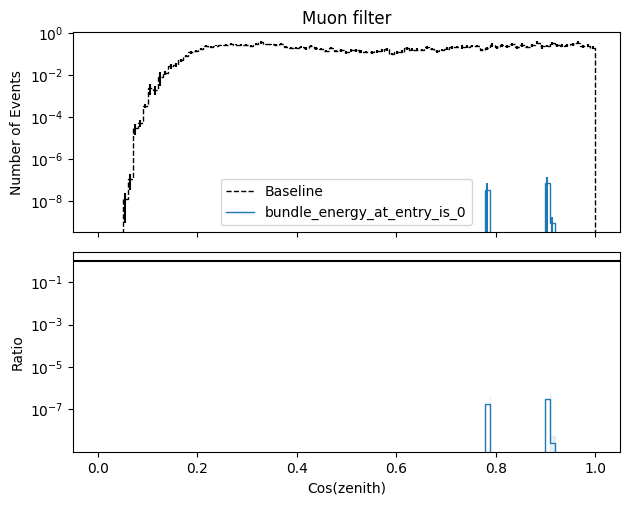 Muon filter
Number of Events
10^0
10^-2
10^-4
10^-6
10^-8
Baseline
bundle_energy_at_entry_is_0
Ratio
10^-1
10^-3
10^-5
10^-7
0.0 0.2 0.4 0.6 0.8 1.0
Cos(zenith)